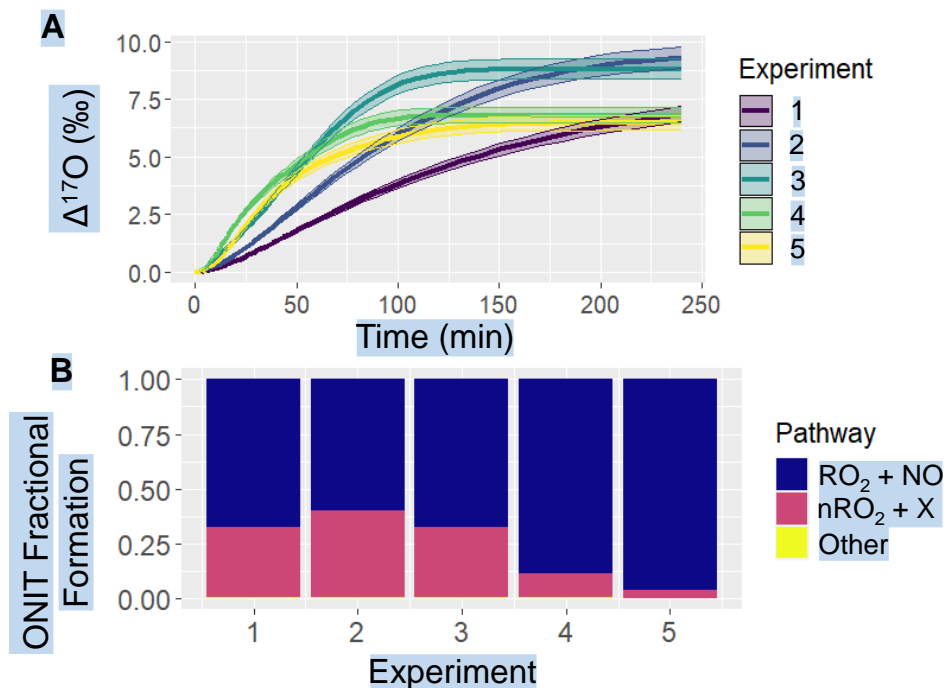 A
10.0
7.5
5.0
2.5
0.0
Δ¹⁷O (‰)
0
50
100
150
200
250
Time (min)
Experiment
1
2
3
4
5
B
1.00
0.75
0.50
0.25
0.00
ONIT Fractional
Formation
1
2
3
4
5
Experiment
Pathway
RO₂ + NO
nRO₂ + X
Other